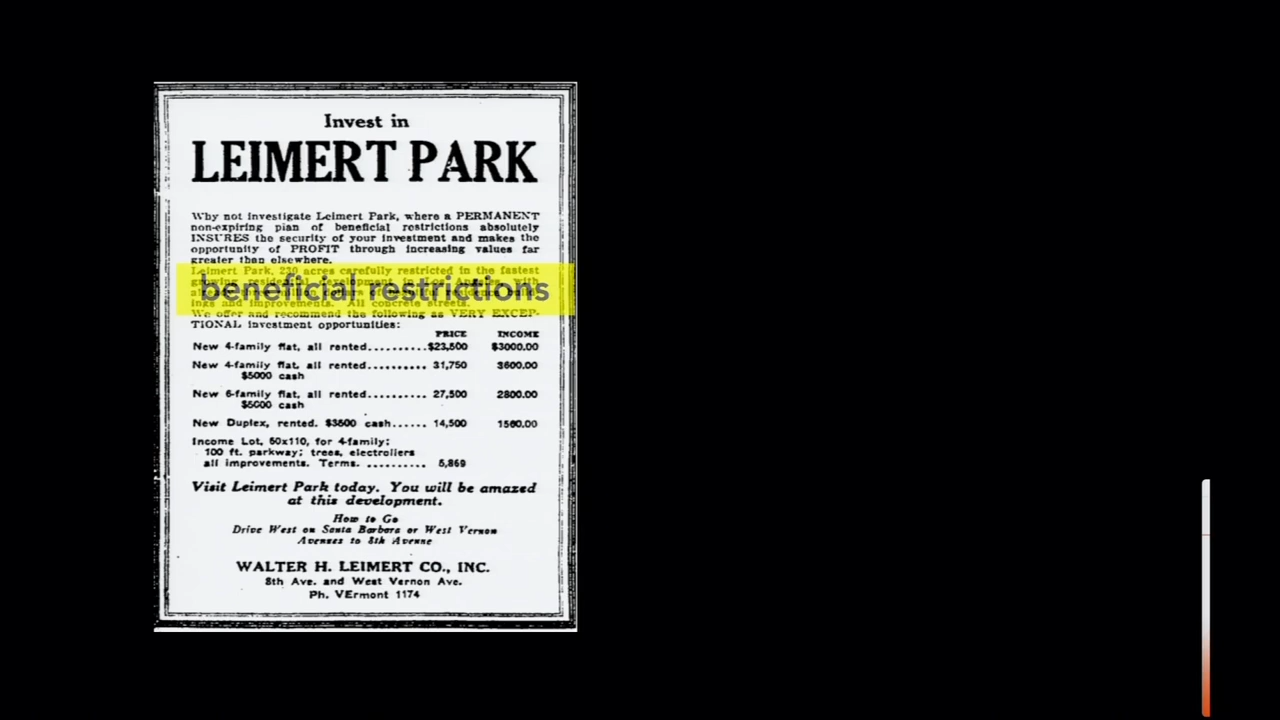 Invest in
LEIMERT PARK
Why not investigate Leimert Park, where a PERMANENT
non-expiring plan of beneficial restrictions absolutely
INSURES the security of your investment and makes the
opportunity of PROFIT through increasing values far
greater than elsewhere.
Leimert Park, 230 acres carefully restricted in the fastest
growing residential development in
beneficial restrictions
ings and improvements. All concrete streets.
We offer and recommend the following as VERY EXCEP-
TIONAL investment opportunities:
PRICE INCOME
New 4-family flat, all rented..........$23,500 $3000.00
New 4-family flat, all rented.......... 31,750 3600.00
$5000 cash
New 6-family flat, all rented.......... 27,500 2800.00
$5000 cash
New Duplex, rented. $3500 cash...... 14,500 1560.00
Income Lot, 50x110, for 4-family:
100 ft. parkway; trees, electroliers
all improvements. Terms. .......... 5,869
Visit Leimert Park today. You will be amazed
at this development.
How to Go
Drive West on Santa Barbara or West Vernon
Avenues to 8th Avenue
WALTER H. LEIMERT CO., INC.
8th Ave. and West Vernon Ave.
Ph. VErmont 1174